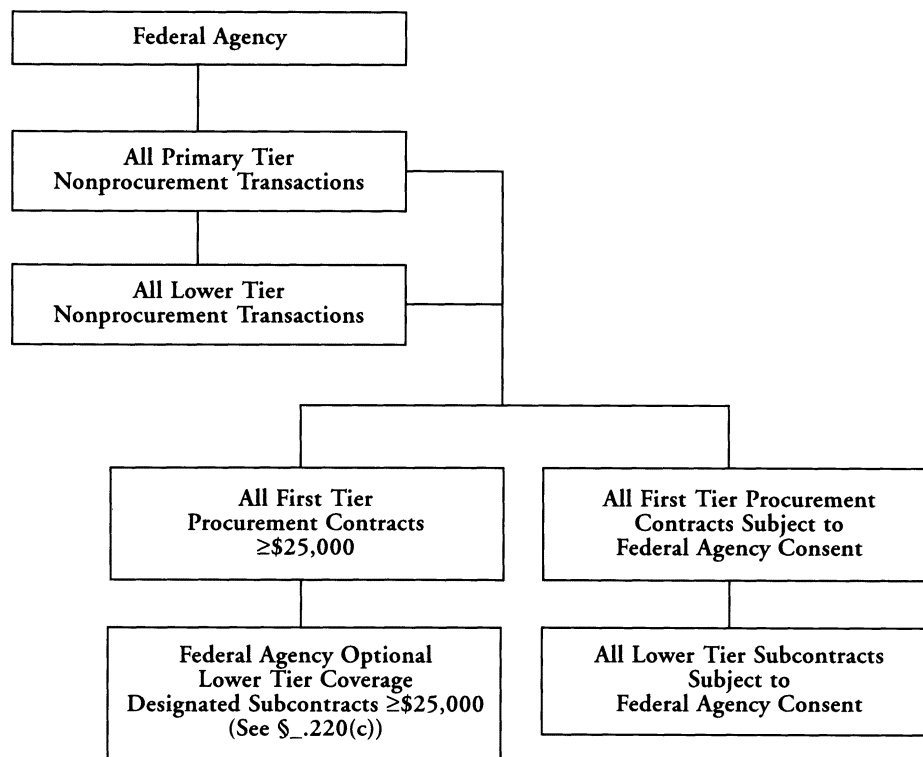 Federal Agency
All Primary Tier
Nonprocurement Transactions
All Lower Tier
Nonprocurement Transactions
All First Tier
Procurement Contracts
≥$25,000
All First Tier Procurement
Contracts Subject to
Federal Agency Consent
Federal Agency Optional
Lower Tier Coverage
Designated Subcontracts ≥$25,000
(See §_.220(c))
All Lower Tier Subcontracts
Subject to
Federal Agency Consent